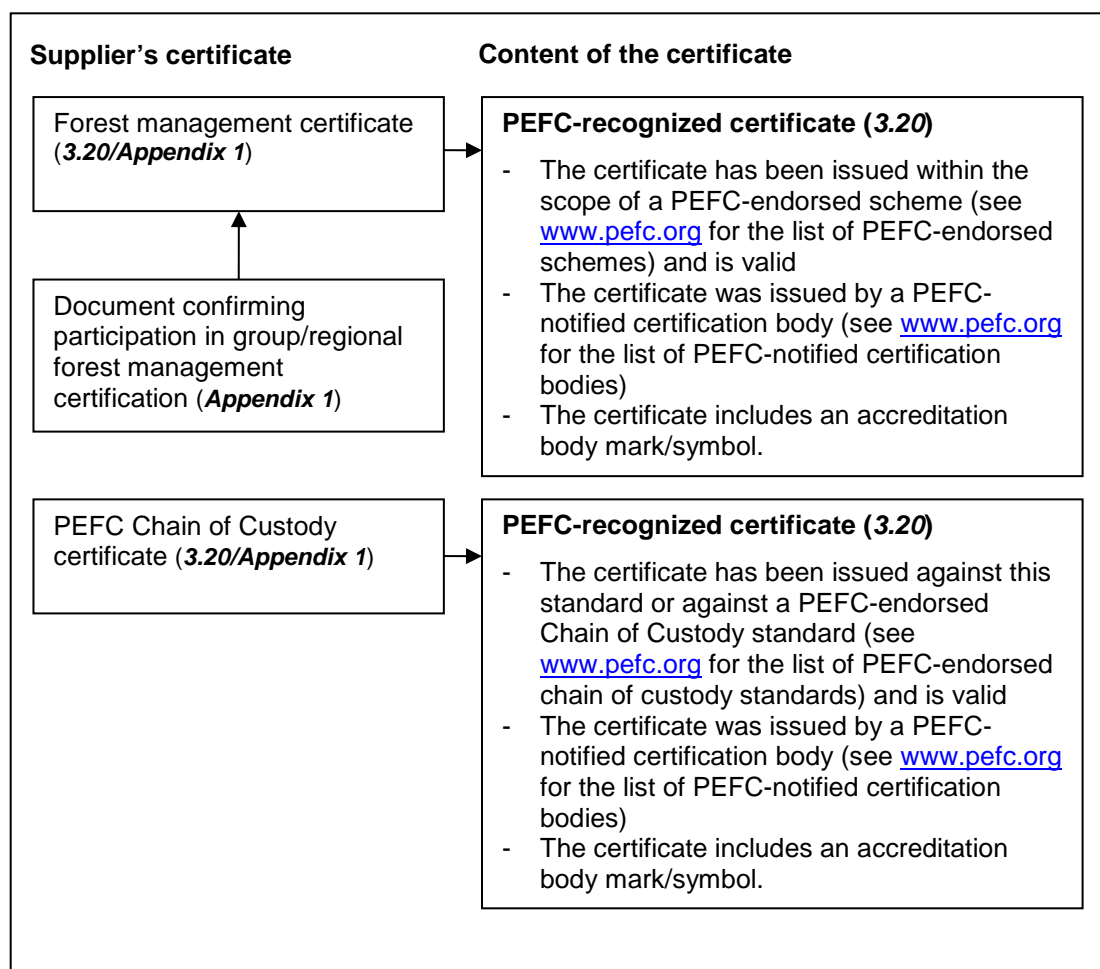 Supplier’s certificate
Content of the certificate
Forest management certificate
(3.20/Appendix 1)
Document confirming
participation in group/regional
forest management
certification (Appendix 1)
PEFC-recognized certificate (3.20)
- The certificate has been issued within the
scope of a PEFC-endorsed scheme (see
www.pefc.org for the list of PEFC-endorsed
schemes) and is valid
- The certificate was issued by a PEFC-
notified certification body (see www.pefc.org
for the list of PEFC-notified certification
bodies)
- The certificate includes an accreditation
body mark/symbol.
PEFC Chain of Custody
certificate (3.20/Appendix 1)
PEFC-recognized certificate (3.20)
- The certificate has been issued against this
standard or against a PEFC-endorsed
Chain of Custody standard (see
www.pefc.org for the list of PEFC-endorsed
chain of custody standards) and is valid
- The certificate was issued by a PEFC-
notified certification body (see www.pefc.org
for the list of PEFC-notified certification
bodies)
- The certificate includes an accreditation
body mark/symbol.